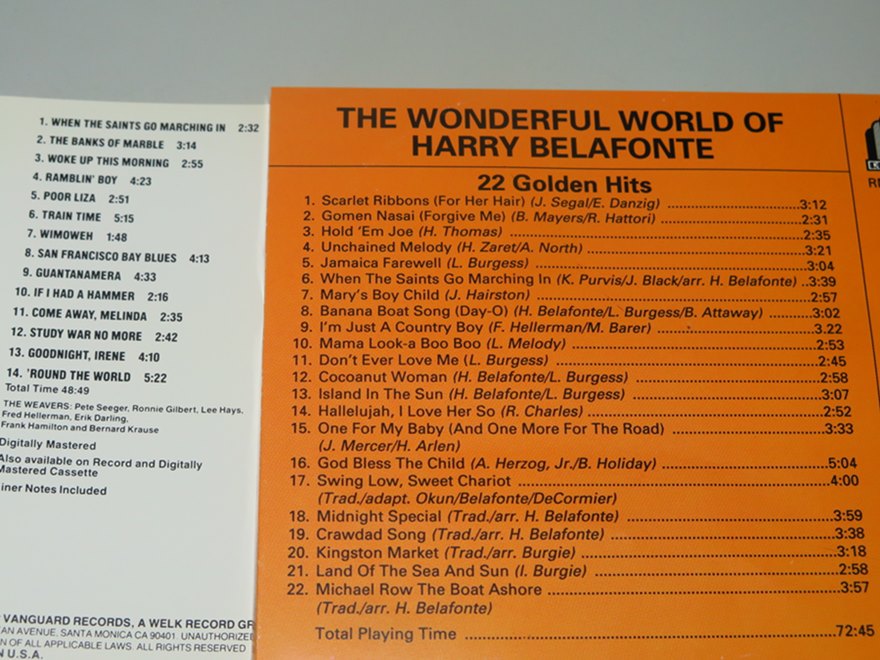 1. WHEN THE SAINTS GO MARCHING IN 2:32
2. THE BANKS OF MARBLE 3:14
3. WOKE UP THIS MORNING 2:55
4. RAMBLIN' BOY 4:23
5. POOR LIZA 2:51
6. TRAIN TIME 5:15
7. WIMOWEH 1:48
8. SAN FRANCISCO BAY BLUES 4:13
9. GUANTANAMERA 4:33
10. IF I HAD A HAMMER 2:16
11. COME AWAY, MELINDA 2:35
12. STUDY WAR NO MORE 2:42
13. GOODNIGHT, IRENE 4:10
14. 'ROUND THE WORLD 5:22
Total Time 48:49
THE WEAVERS: Pete Seeger, Ronnie Gilbert, Lee Hays,
Fred Hellerman, Erik Darling,
Frank Hamilton and Bernard Krause
Digitally Mastered
Also available on Record and Digitally
Mastered Cassette
iner Notes Included
VANGUARD RECORDS, A WELK RECORD GR
AN AVENUE, SANTA MONICA CA 90401. UNAUTHORIZE
N OF ALL APPLICABLE LAWS. ALL RIGHTS RESERVED
N U.S.A.
THE WONDERFUL WORLD OF
HARRY BELAFONTE
22 Golden Hits
1. Scarlet Ribbons (For Her Hair) (J. Segal/E. Danzig) ..........3:12
2. Gomen Nasai (Forgive Me) (B. Mayers/R. Hattori) ..........2:31
3. Hold 'Em Joe (H. Thomas) ..........2:35
4. Unchained Melody (H. Zaret/A. North) ..........3:21
5. Jamaica Farewell (L. Burgess) ..........3:04
6. When The Saints Go Marching In (K. Purvis/J. Black/arr. H. Belafonte) ..3:39
7. Mary's Boy Child (J. Hairston) ..........2:57
8. Banana Boat Song (Day-O) (H. Belafonte/L. Burgess/B. Attaway) ..........3:02
9. I'm Just A Country Boy (F. Hellerman/M. Barer) ..........3.22
10. Mama Look-a Boo Boo (L. Melody) ..........2:53
11. Don't Ever Love Me (L. Burgess) ..........2:45
12. Cocoanut Woman (H. Belafonte/L. Burgess) ..........2:58
13. Island In The Sun (H. Belafonte/L. Burgess) ..........3:07
14. Hallelujah, I Love Her So (R. Charles) ..........2:52
15. One For My Baby (And One More For The Road) ..........3:33
(J. Mercer/H. Arlen)
16. God Bless The Child (A. Herzog, Jr./B. Holiday) ..........5:04
17. Swing Low, Sweet Chariot ..........4:00
(Trad./adapt. Okun/Belafonte/DeCormier)
18. Midnight Special (Trad./arr. H. Belafonte) ..........3:59
19. Crawdad Song (Trad./arr. H. Belafonte) ..........3:38
20. Kingston Market (Trad./arr. Burgie) ..........3:18
21. Land Of The Sea And Sun (I. Burgie) ..........2:58
22. Michael Row The Boat Ashore ..........3:57
(Trad./arr. H. Belafonte)
Total Playing Time ..........72:45